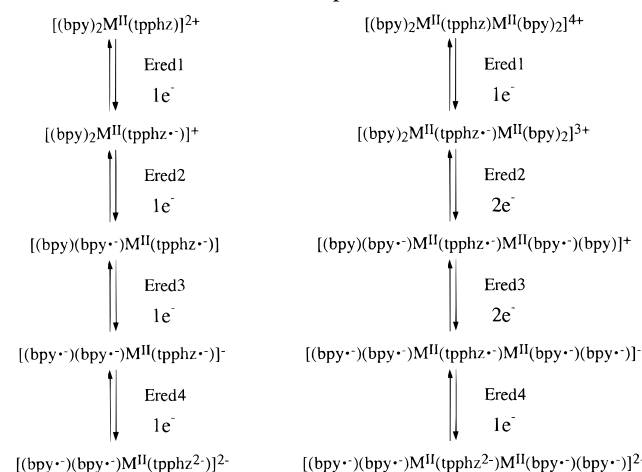 [(bpy)₂Mᴵᴵ(tpphz)]²⁺
Ered1
1e⁻
[(bpy)₂Mᴵᴵ(tpphz•⁻)]⁺
Ered2
1e⁻
[(bpy)(bpy•⁻)Mᴵᴵ(tpphz•⁻)]
Ered3
1e⁻
[(bpy•⁻)(bpy•⁻)Mᴵᴵ(tpphz•⁻)]⁻
Ered4
1e⁻
[(bpy•⁻)(bpy•⁻)Mᴵᴵ(tpphz²⁻)]²⁻
[(bpy)₂Mᴵᴵ(tpphz)Mᴵᴵ(bpy)₂]⁴⁺
Ered1
1e⁻
[(bpy)₂Mᴵᴵ(tpphz•⁻)Mᴵᴵ(bpy)₂]³⁺
Ered2
2e⁻
[(bpy)(bpy•⁻)Mᴵᴵ(tpphz•⁻)Mᴵᴵ(bpy•⁻)(bpy)]⁺
Ered3
2e⁻
[(bpy•⁻)(bpy•⁻)Mᴵᴵ(tpphz•⁻)Mᴵᴵ(bpy•⁻)(bpy•⁻)]⁻
Ered4
1e⁻
[(bpy•⁻)(bpy•⁻)Mᴵᴵ(tpphz²⁻)Mᴵᴵ(bpy•⁻)(bpy•⁻)]²⁻